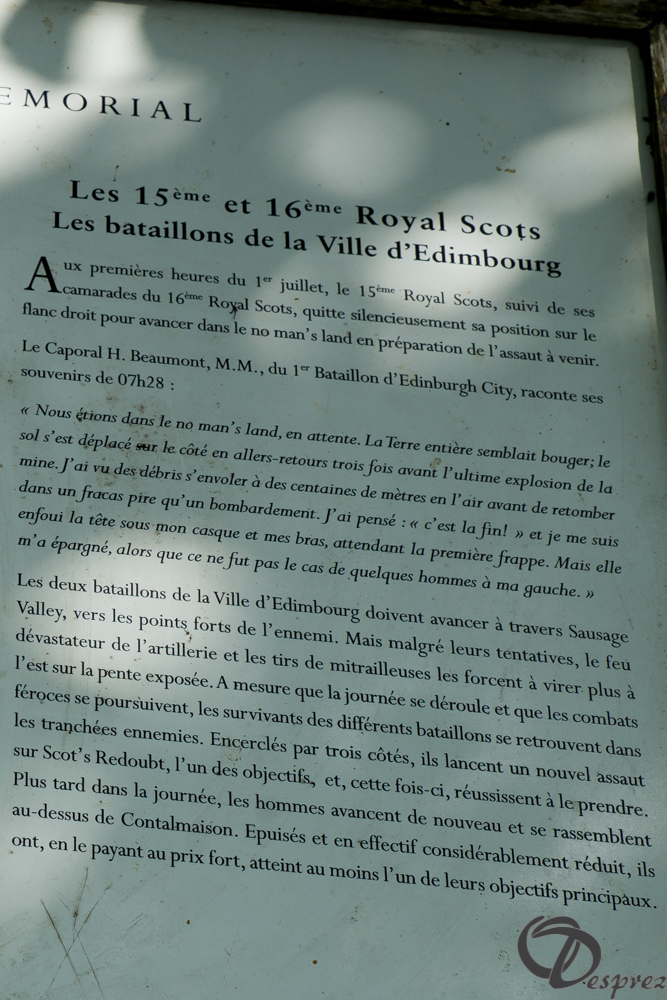 EMORIAL
Les 15ème et 16ème Royal Scots
Les bataillons de la Ville d'Edimbourg
Aux premières heures du 1er juillet, le 15ème Royal Scots, suivi de ses
camarades du 16ème Royal Scots, quitte silencieusement sa position sur le
flanc droit pour avancer dans le no man's land en préparation de l'assaut à venir.
Le Caporal H. Beaumont, M.M., du 1er Bataillon d'Edinburgh City, raconte ses
souvenirs de 07h28 :
« Nous étions dans le no man's land, en attente. La Terre entière semblait bouger; le
sol s'est déplacé sur le côté en allers-retours trois fois avant l'ultime explosion de la
mine. J'ai vu des débris s'envoler à des centaines de mètres en l'air avant de retomber
dans un fracas pire qu'un bombardement. J'ai pensé : « c'est la fin! » et je me suis
enfoui la tête sous mon casque et mes bras, attendant la première frappe. Mais elle
m'a épargné, alors que ce ne fut pas le cas de quelques hommes à ma gauche. »
Les deux bataillons de la Ville d'Edimbourg doivent avancer à travers Sausage
Valley, vers les points forts de l'ennemi. Mais malgré leurs tentatives, le feu
dévastateur de l'artillerie et les tirs de mitrailleuses les forcent à virer plus à
l'est sur la pente exposée. A mesure que la journée se déroule et que les combats
féroces se poursuivent, les survivants des différents bataillons se retrouvent dans
les tranchées ennemies. Encerclés par trois côtés, ils lancent un nouvel assaut
sur Scot's Redoubt, l'un des objectifs, et, cette fois-ci, réussissent à le prendre.
Plus tard dans la journée, les hommes avancent de nouveau et se rassemblent
au-dessus de Contalmaison. Epuisés et en effectif considérablement réduit, ils
ont, en le payant au prix fort, atteint au moins l'un de leurs objectifs principaux.
Desprez